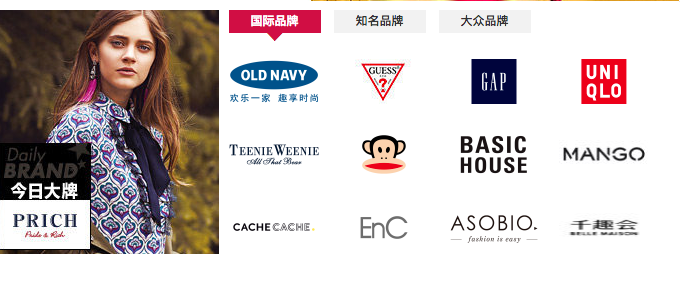 国际品牌 知名品牌 大众品牌
Daily
BRAND
今日大牌
PRICH
Pride & Rich
OLD NAVY
欢乐一家 趣享时尚
GUESS
?
GAP
UNI
QLO
TEENIE WEENIE
All That Bear
BASIC
HOUSE
MANGO
CACHE CACHE
EnC
ASOBIO
fashion is easy
千趣会
BELLE MAISON